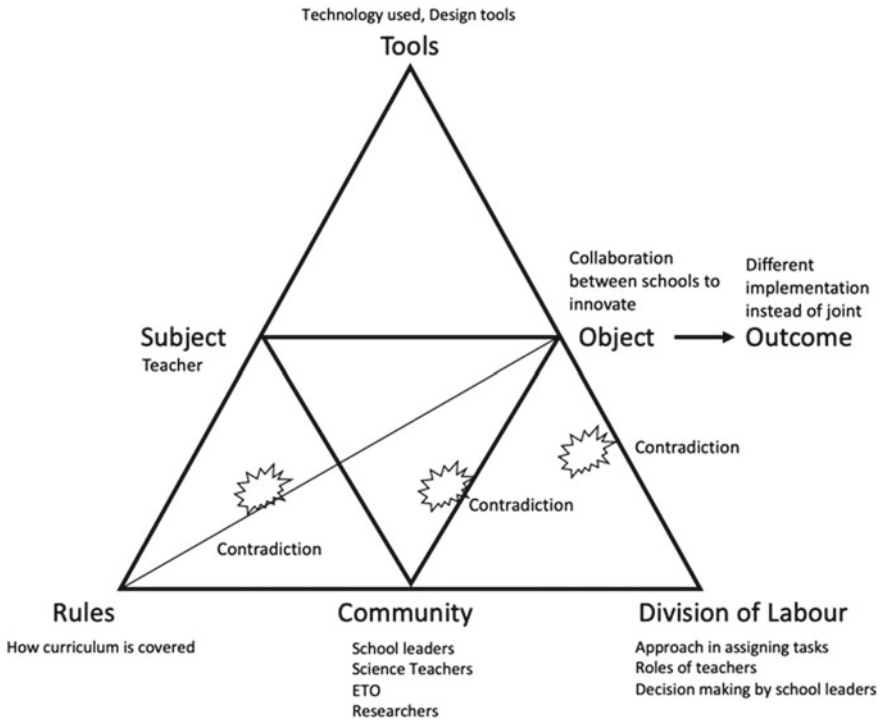 Technology used, Design tools
Tools
Collaboration
between schools to
innovate
Different
implementation
instead of joint
Subject
Teacher
Object
Outcome
Contradiction
Contradiction
Contradiction
Rules
How curriculum is covered
Community
School leaders
Science Teachers
ETO
Researchers
Division of Labour
Approach in assigning tasks
Roles of teachers
Decision making by school leaders